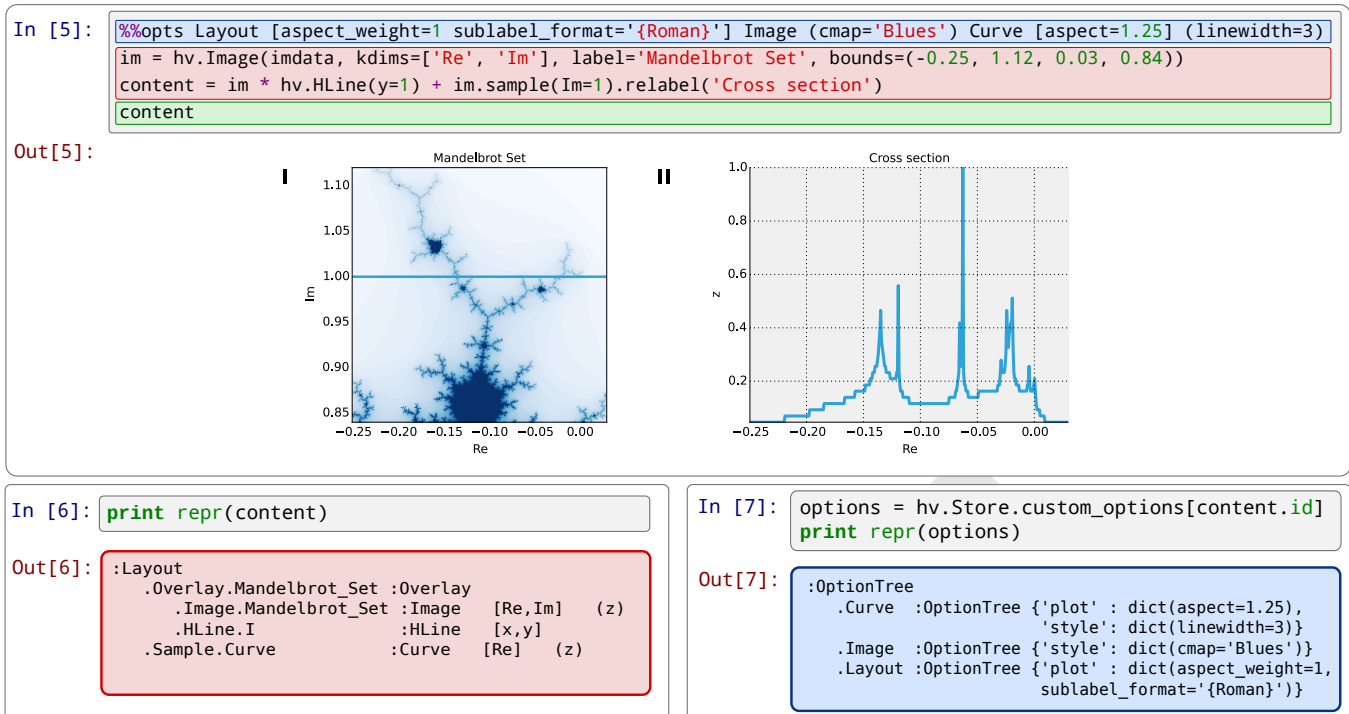 In [5]: %%opts Layout [aspect_weight=1 sublabel_format='{Roman}'] Image (cmap='Blues') Curve [aspect=1.25] (linewidth=3)
im = hv.Image(imdata, kdims=['Re', 'Im'], label='Mandelbrot Set', bounds=(-0.25, 1.12, 0.03, 0.84))
content = im * hv.HLine(y=1) + im.sample(Im=1).relabel('Cross section')
content
Out[5]:
I
Mandelbrot Set
1.10
1.05
1.00
0.95
0.90
0.85
Im
−0.25 −0.20 −0.15 −0.10 −0.05 0.00
Re
II
Cross section
1.0
0.8
0.6
0.4
0.2
z
−0.25 −0.20 −0.15 −0.10 −0.05 0.00
Re
In [6]: print repr(content)
Out[6]: :Layout
.Overlay.Mandelbrot_Set :Overlay
.Image.Mandelbrot_Set :Image [Re,Im] (z)
.HLine.I :HLine [x,y]
.Sample.Curve :Curve [Re] (z)
In [7]: options = hv.Store.custom_options[content.id]
print repr(options)
Out[7]: :OptionTree
.Curve :OptionTree {'plot' : dict(aspect=1.25),
'style': dict(linewidth=3)}
.Image :OptionTree {'style': dict(cmap='Blues')}
.Layout :OptionTree {'plot' : dict(aspect_weight=1,
sublabel_format='{Roman}')}